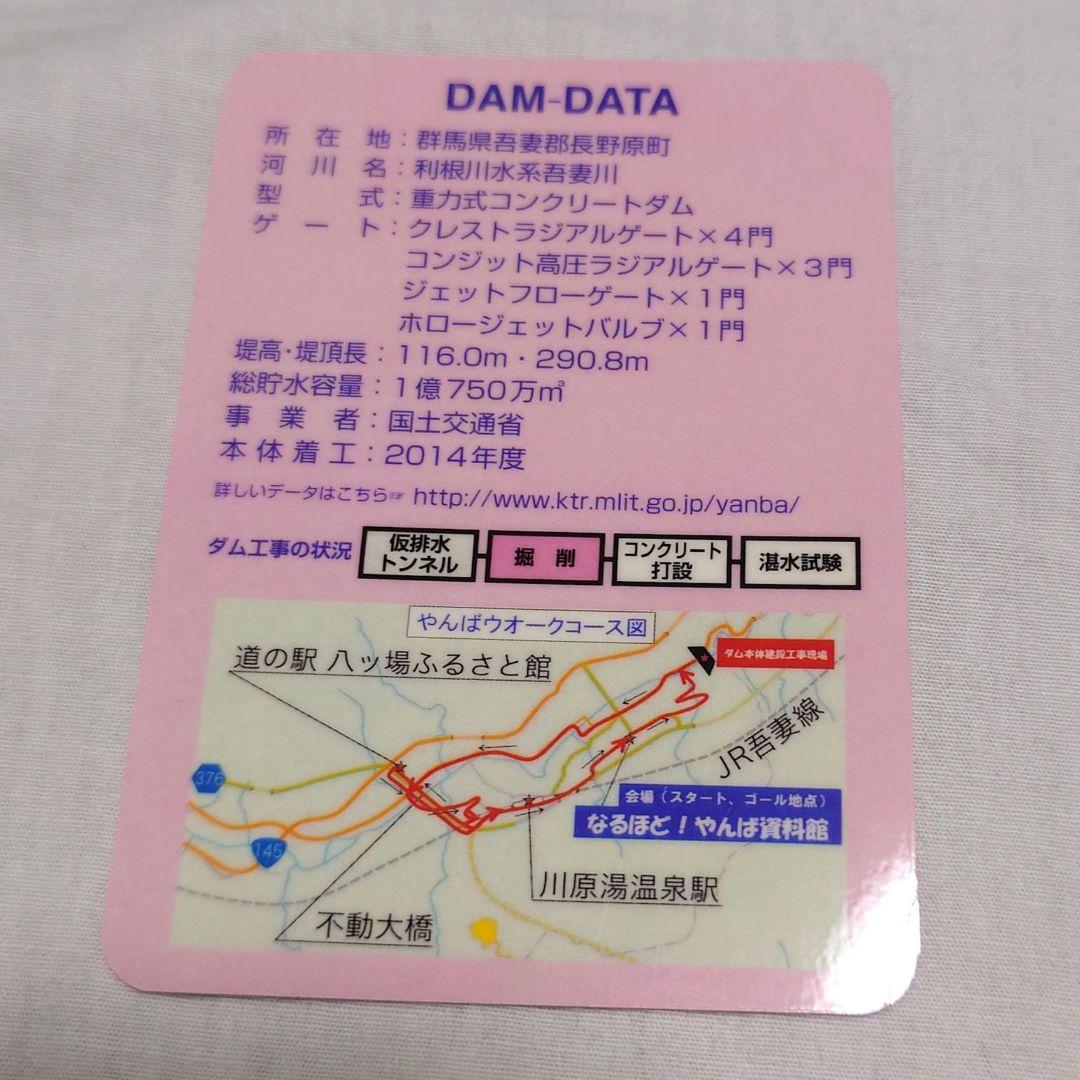 DAM-DATA
所在地：群馬県吾妻郡長野原町
河川名：利根川水系吾妻川
型式：重力式コンクリートダム
ゲート：クレストラジアルゲート×4門
コンジット高圧ラジアルゲート×3門
ジェットフローゲート×1門
ホロージェットバルブ×1門
堤高・堤頂長：116.0m・290.8m
総貯水容量：1億750万㎥
事業者：国土交通省
本体着工：2014年度
詳しいデータはこちら☞ http://www.ktr.mlit.go.jp/yanba/
ダム工事の状況
仮排水
トンネル
掘削
コンクリート
打設
湛水試験
やんばウオークコース図
道の駅 八ッ場ふるさと館
ダム本体建設工事現場
JR吾妻線
376
会場（スタート、ゴール地点）
なるほど！やんば資料館
145
川原湯温泉駅
不動大橋